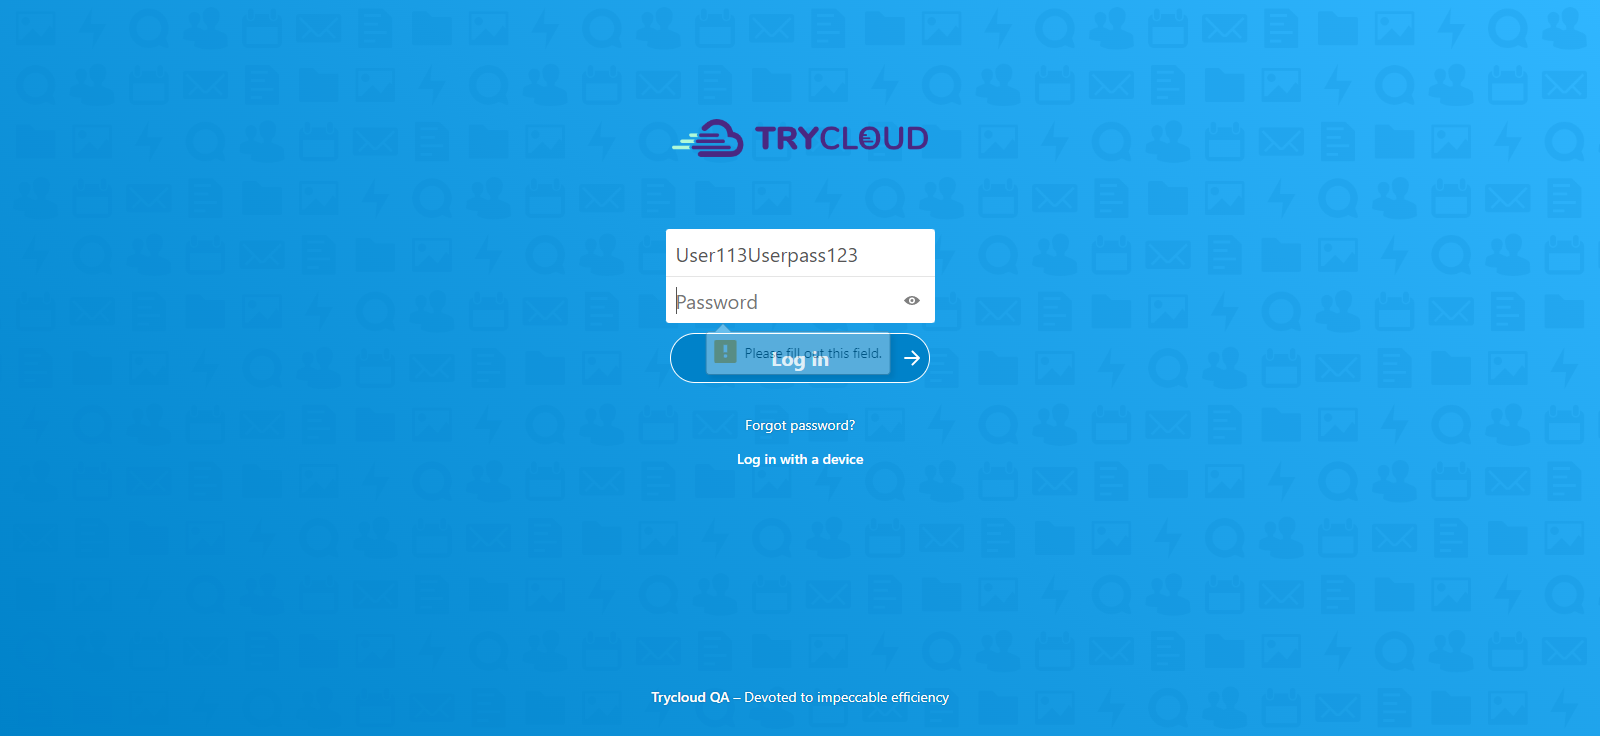 TRYCLOUD
User113Userpass123
Password
Please fill out this field.
Log in
Forgot password?
Log in with a device
Trycloud QA – Devoted to impeccable efficiency